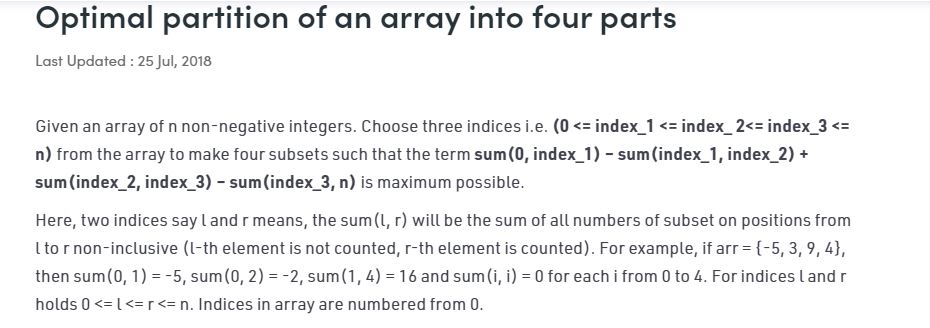 Optimal partition of an array into four parts
Last Updated : 25 Jul, 2018
Given an array of n non-negative integers. Choose three indices i.e. (0 <= index_1 <= index_ 2<= index_3 <=
n) from the array to make four subsets such that the term sum(0, index_1) – sum(index_1, index_2) +
sum(index_2, index_3) – sum(index_3, n) is maximum possible.
Here, two indices say l and r means, the sum(l, r) will be the sum of all numbers of subset on positions from
l to r non-inclusive (l-th element is not counted, r-th element is counted). For example, if arr = {-5, 3, 9, 4},
then sum(0, 1) = -5, sum(0, 2) = -2, sum(1, 4) = 16 and sum(i, i) = 0 for each i from 0 to 4. For indices l and r
holds 0 <= l <= r <= n. Indices in array are numbered from 0.